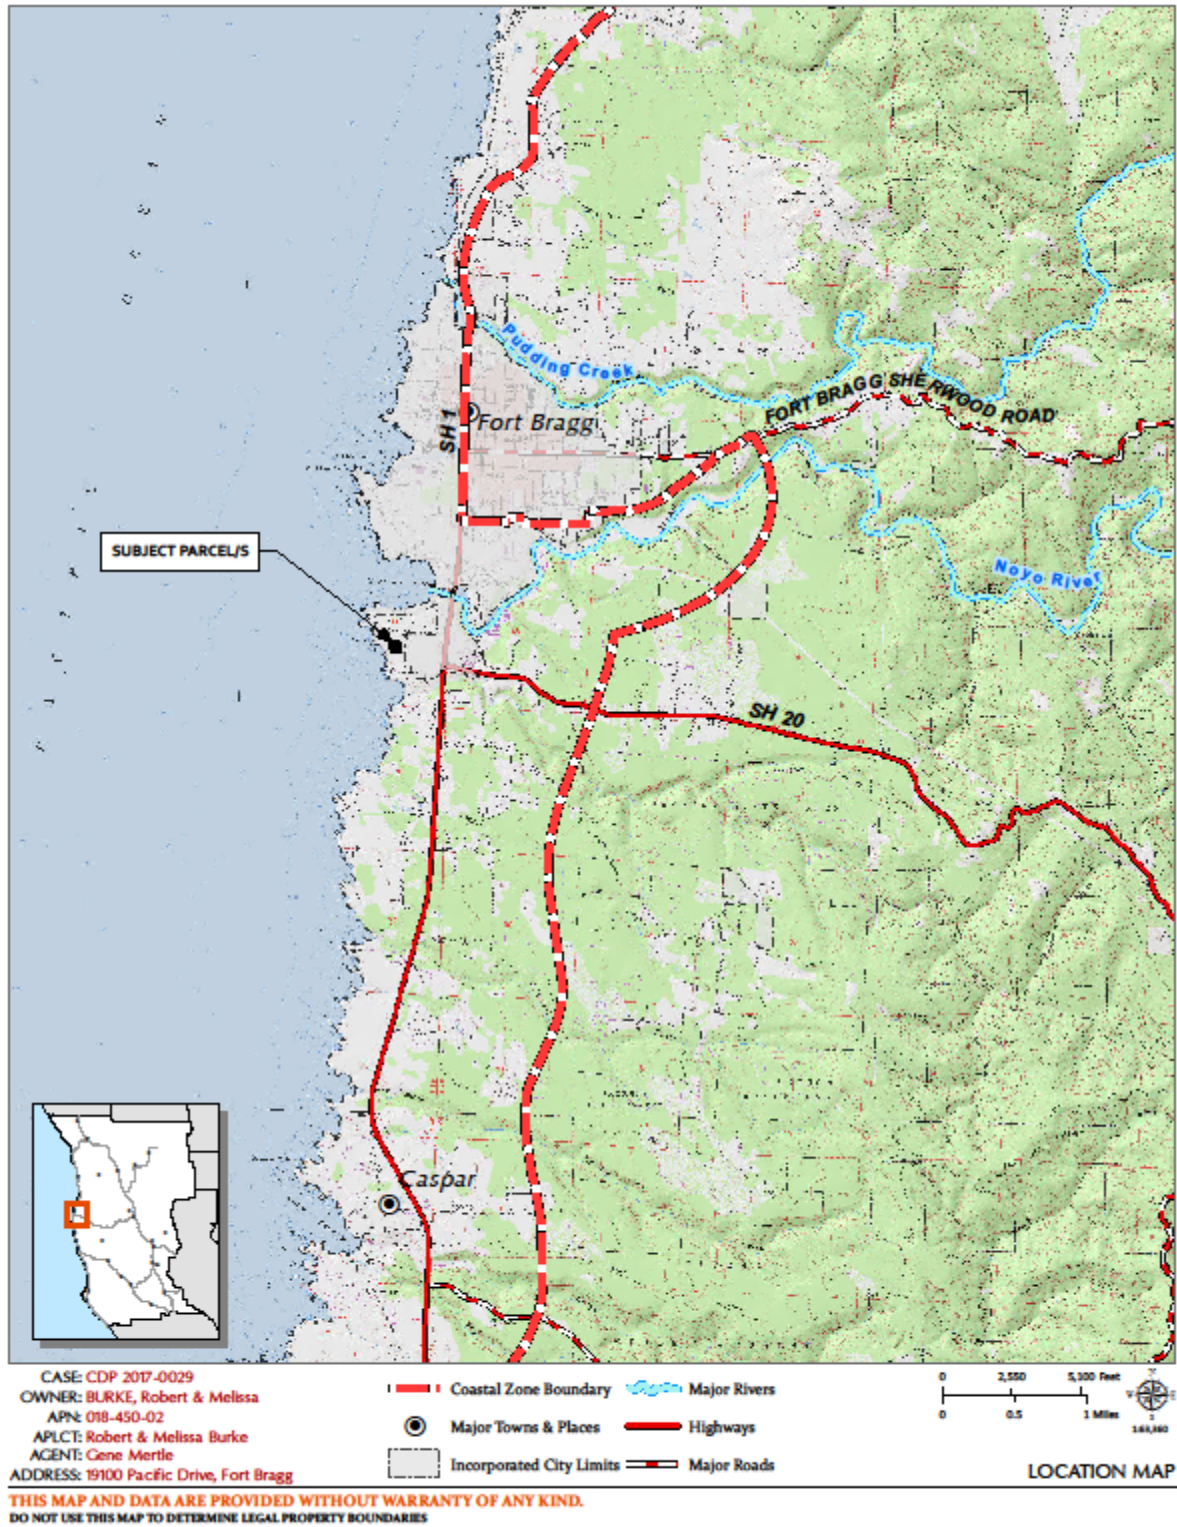 Pudding Creek
FORT BRAGG SHERWOOD ROAD
SH 1
Fort Bragg
SUBJECT PARCEL/S
Noyo River
SH 20
Caspar
CASE: CDP 2017-0029
OWNER: BURKE, Robert & Melissa
APN: 018-450-02
APLCT: Robert & Melissa Burke
AGENT: Gene Mertle
ADDRESS: 19100 Pacific Drive, Fort Bragg
Coastal Zone Boundary
Major Towns & Places
Incorporated City Limits
Major Rivers
Highways
Major Roads
0 2,550 5,100 Feet
0 0.5 1 Miles
1:63,360
LOCATION MAP
THIS MAP AND DATA ARE PROVIDED WITHOUT WARRANTY OF ANY KIND.
DO NOT USE THIS MAP TO DETERMINE LEGAL PROPERTY BOUNDARIES